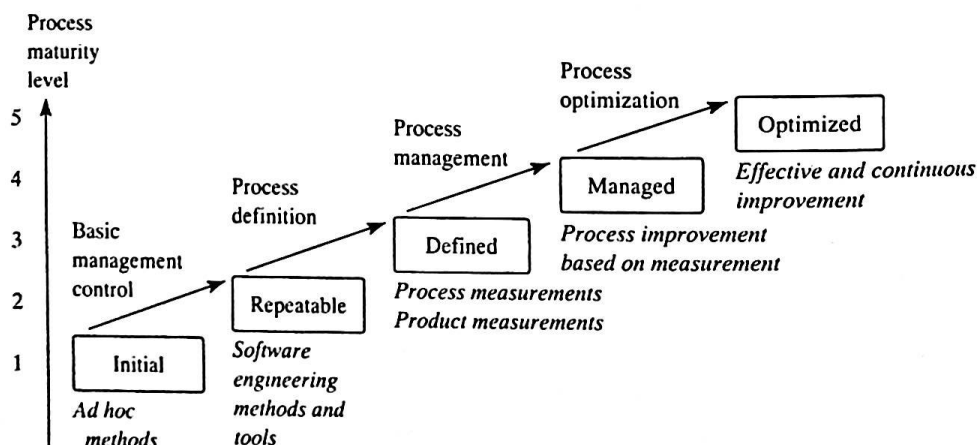 Process
maturity
level
5
4
3
2
1
Process
optimization
Optimized
Effective and continuous
improvement
Process
management
Managed
Process improvement
based on measurement
Process
definition
Defined
Process measurements
Product measurements
Basic
management
control
Repeatable
Software
engineering
methods and
tools
Initial
Ad hoc
methods